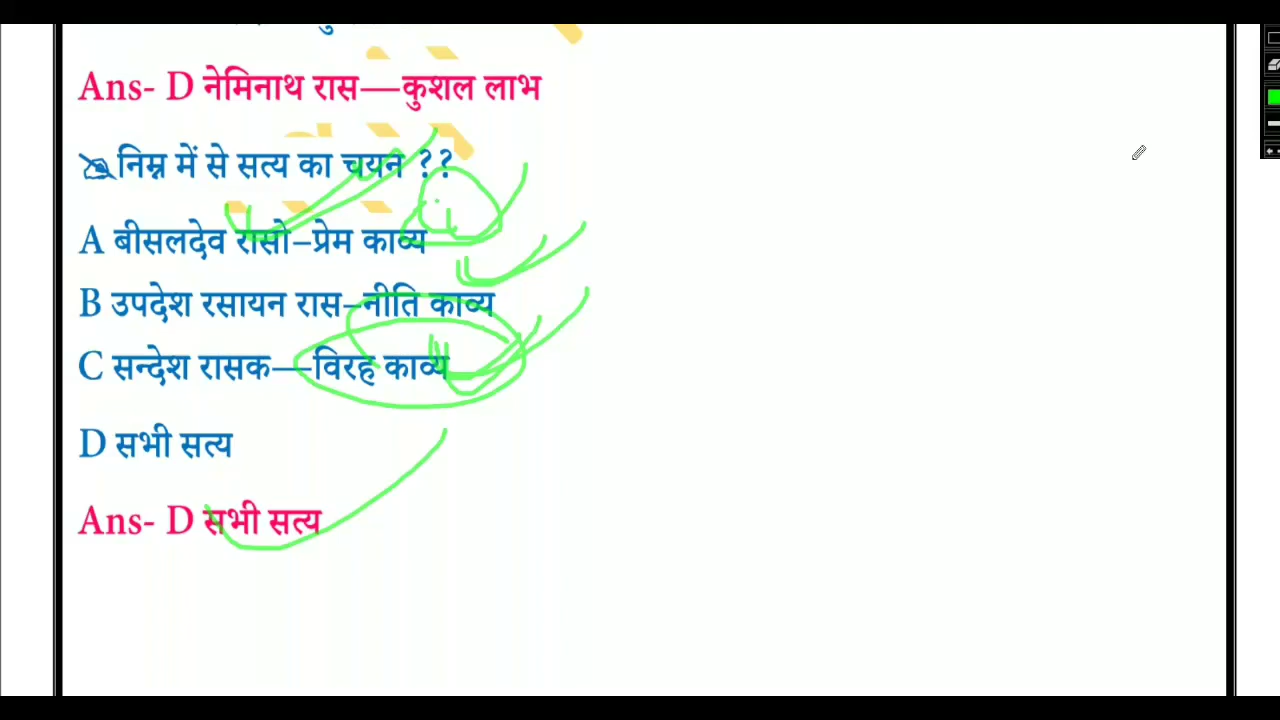 Ans- D नेमिनाथ रास—कुशल लाभ
निम्न में से सत्य का चयन ??
A बीसलदेव रासो–प्रेम काव्य
B उपदेश रसायन रास–नीति काव्य
C सन्देश रासक—विरह काव्य
D सभी सत्य
Ans- D सभी सत्य